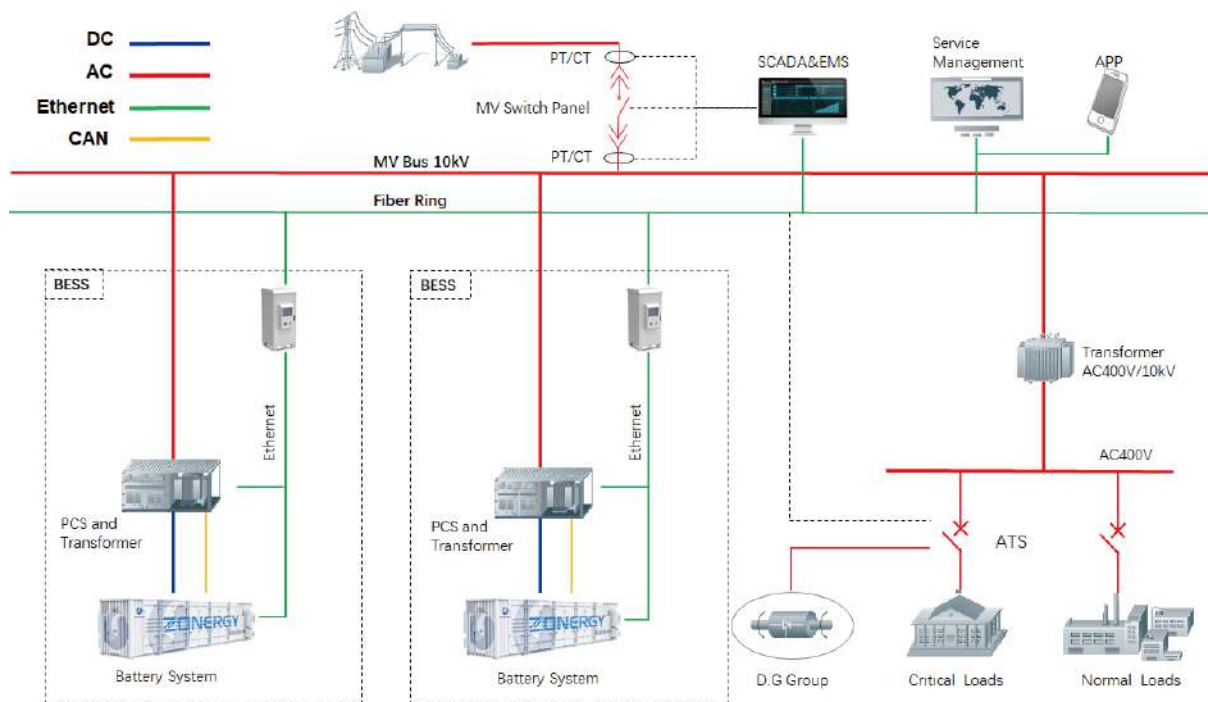 DC
AC
Ethernet
CAN
PT/CT
MV Switch Panel
PT/CT
SCADA&EMS
Service
Management
APP
MV Bus 10kV
Fiber Ring
BESS
Ethernet
PCS and
Transformer
ZONERGY
Battery System
BESS
Ethernet
PCS and
Transformer
ZONERGY
Battery System
Transformer
AC400V/10kV
AC400V
ATS
D.G Group
Critical Loads
Normal Loads